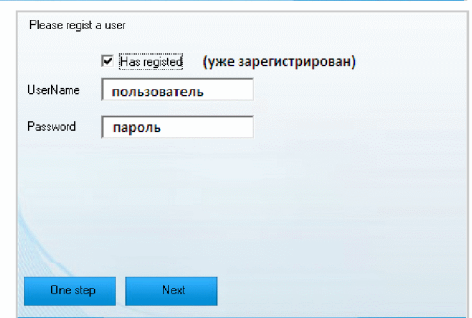 Please regist a user
Has registed (уже зарегистрирован)
UserName пользователь
Password пароль
One step Next